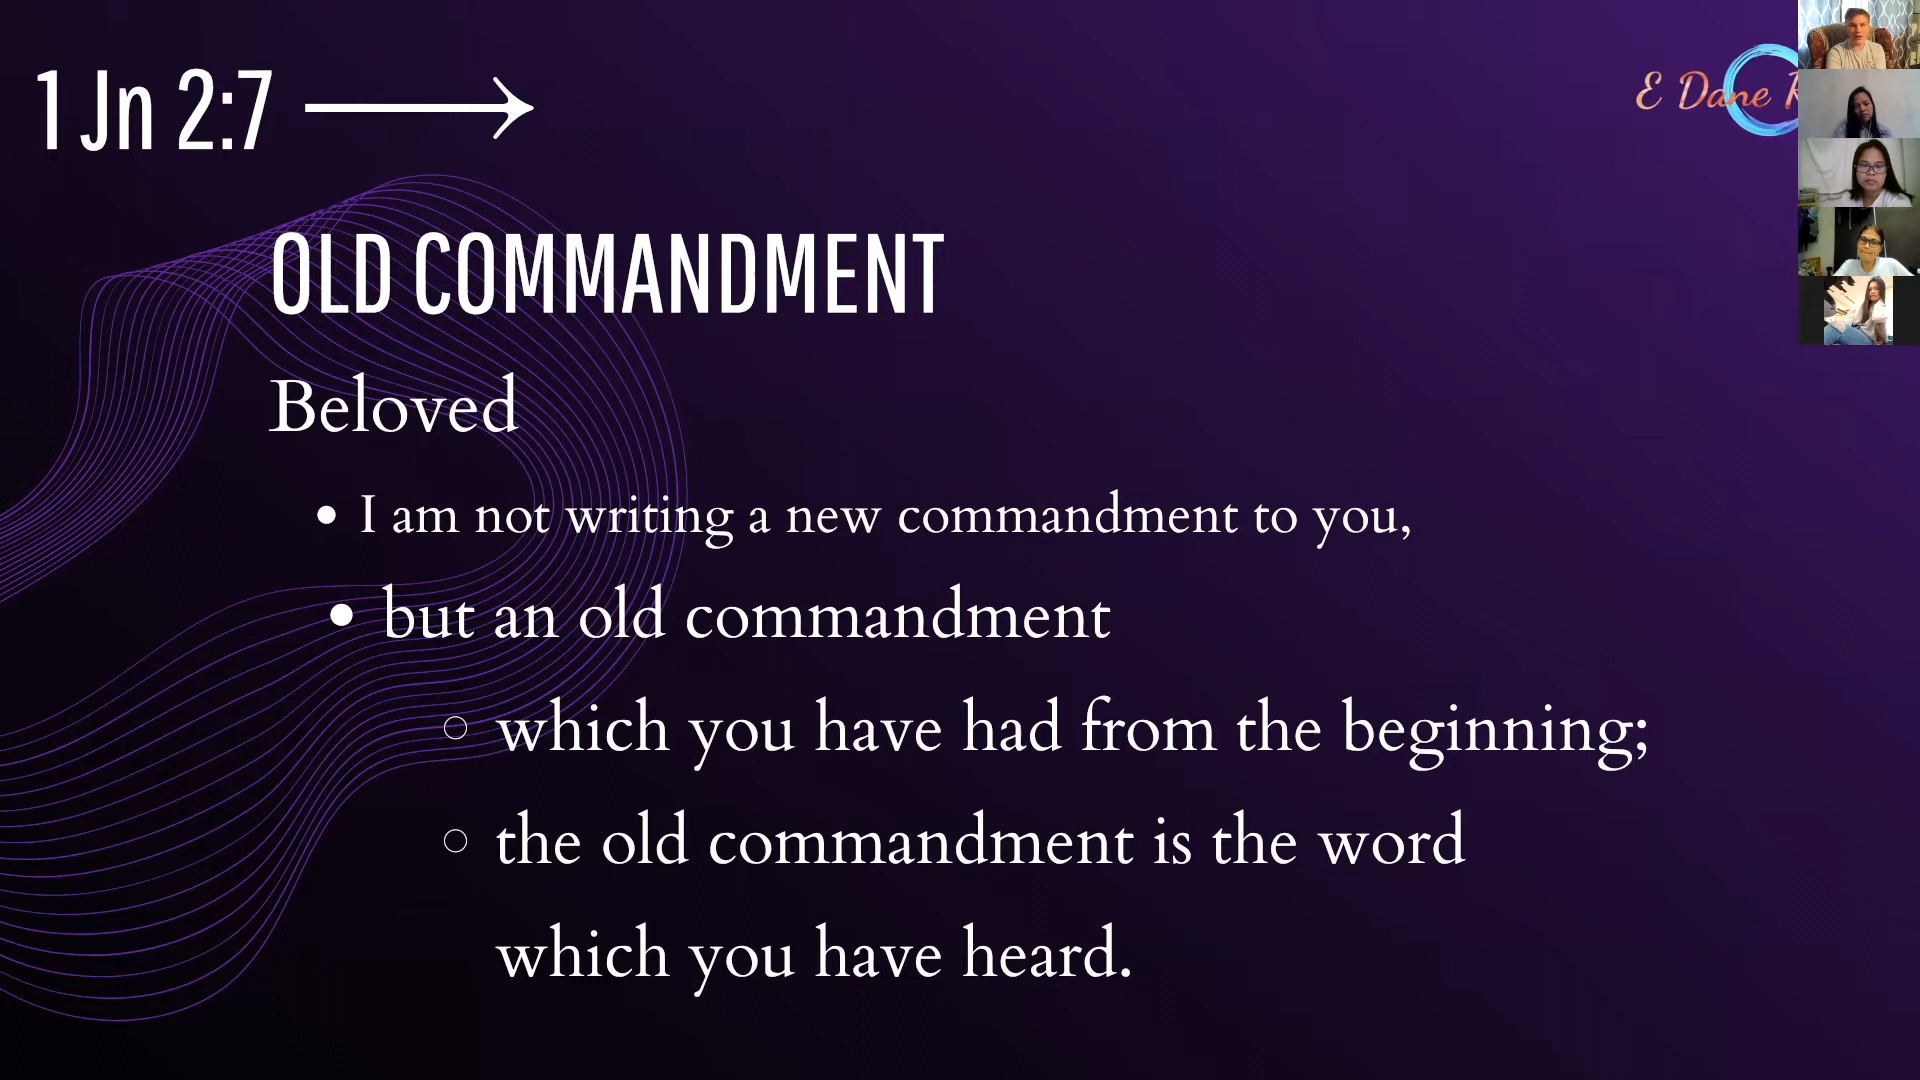 1 Jn 2:7
E Dane
OLD COMMANDMENT
Beloved
• I am not writing a new commandment to you,
• but an old commandment
○ which you have had from the beginning;
○ the old commandment is the word
which you have heard.